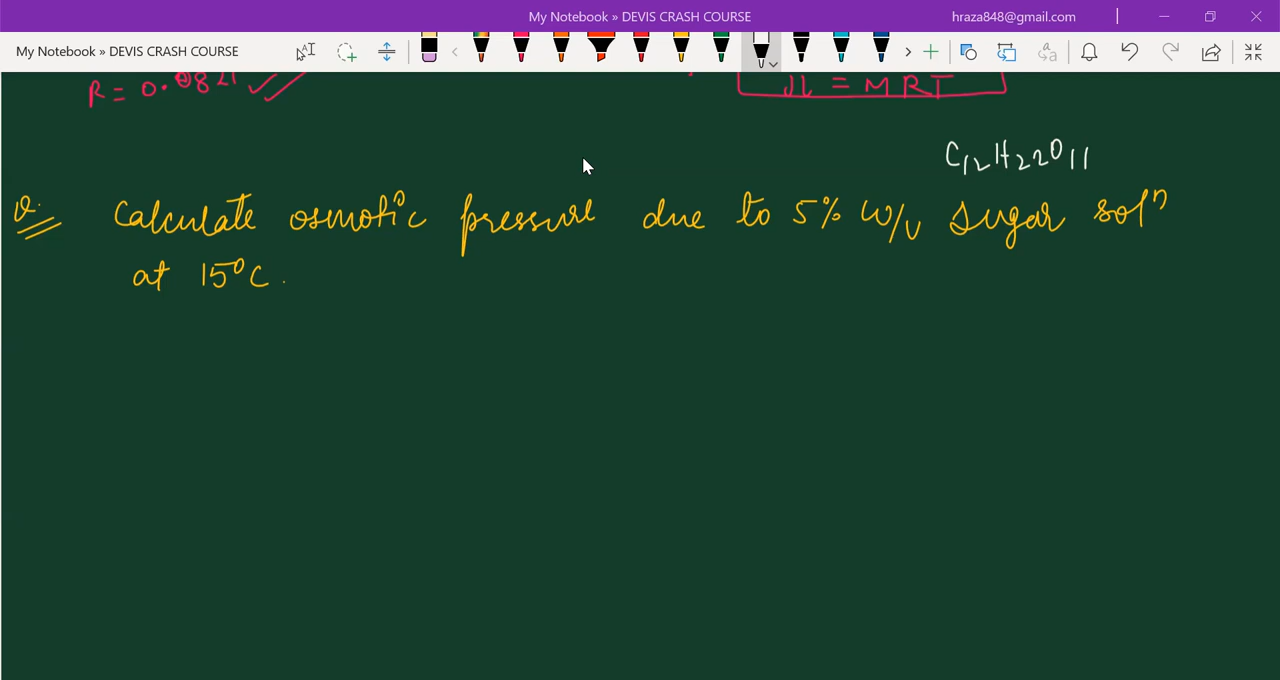 My Notebook » DEVIS CRASH COURSE
hraza848@gmail.com
My Notebook » DEVIS CRASH COURSE
R = 0.0821
π = MRT
C12H22O11
Q. Calculate osmotic pressure due to 5% W/V sugar solⁿ
at 15°C.